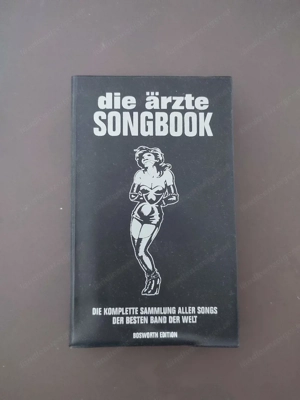 die ärzte
SONGBOOK
DIE KOMPLETTE SAMMLUNG ALLER SONGS
DER BESTEN BAND DER WELT
BOSWORTH EDITION